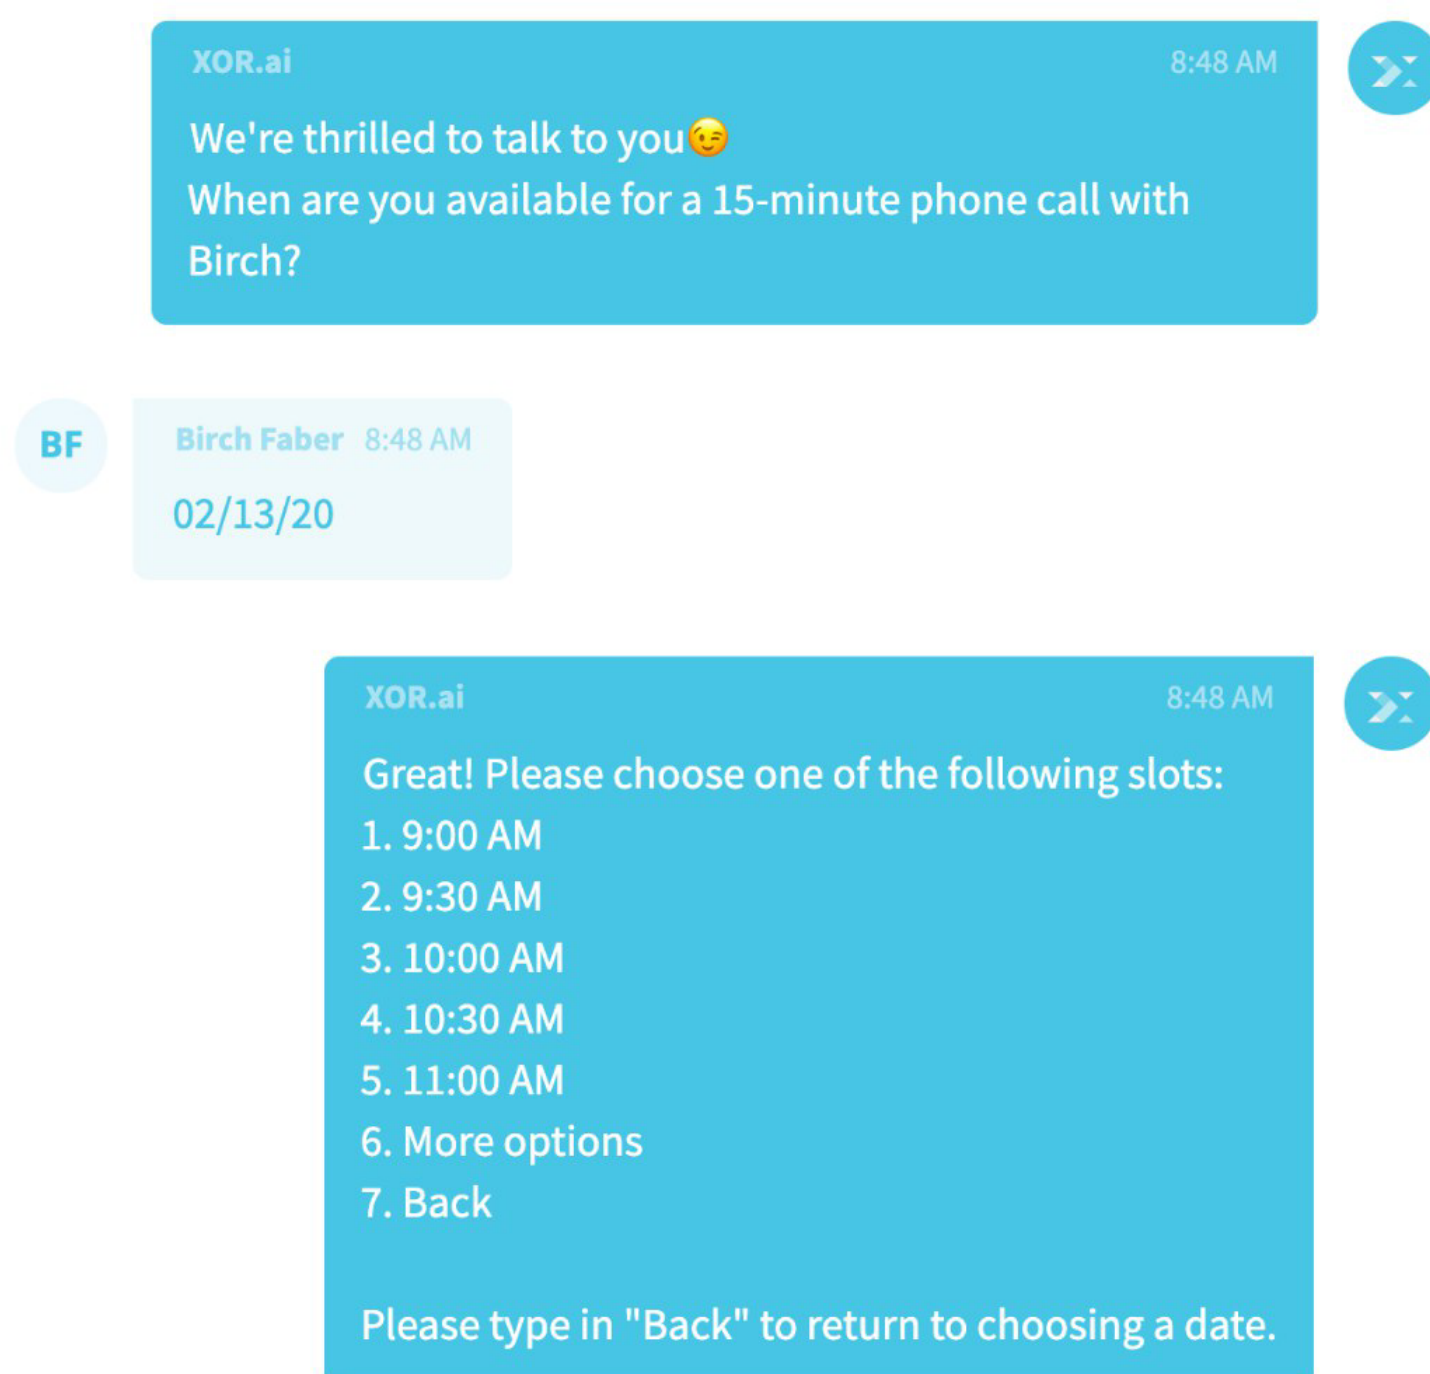 XOR.ai 8:48 AM
We're thrilled to talk to you😉
When are you available for a 15-minute phone call with
Birch?
BF
Birch Faber 8:48 AM
02/13/20
XOR.ai 8:48 AM
Great! Please choose one of the following slots:
1. 9:00 AM
2. 9:30 AM
3. 10:00 AM
4. 10:30 AM
5. 11:00 AM
6. More options
7. Back
Please type in "Back" to return to choosing a date.